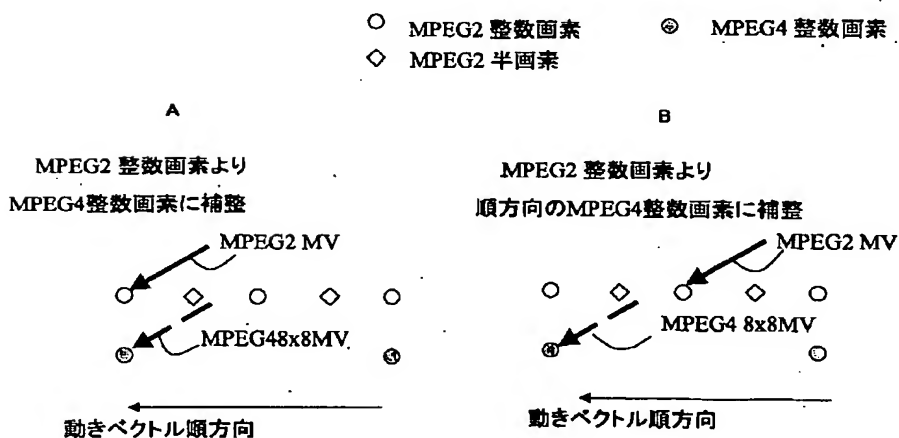 MPEG2 整数画素 MPEG4 整数画素
MPEG2 半画素
A
B
MPEG2 整数画素より
MPEG4整数画素に補整
MPEG2 整数画素より
順方向のMPEG4整数画素に補整
MPEG2 MV
MPEG2 MV
MPEG48x8MV
MPEG4 8x8MV
動きベクトル順方向
動きベクトル順方向